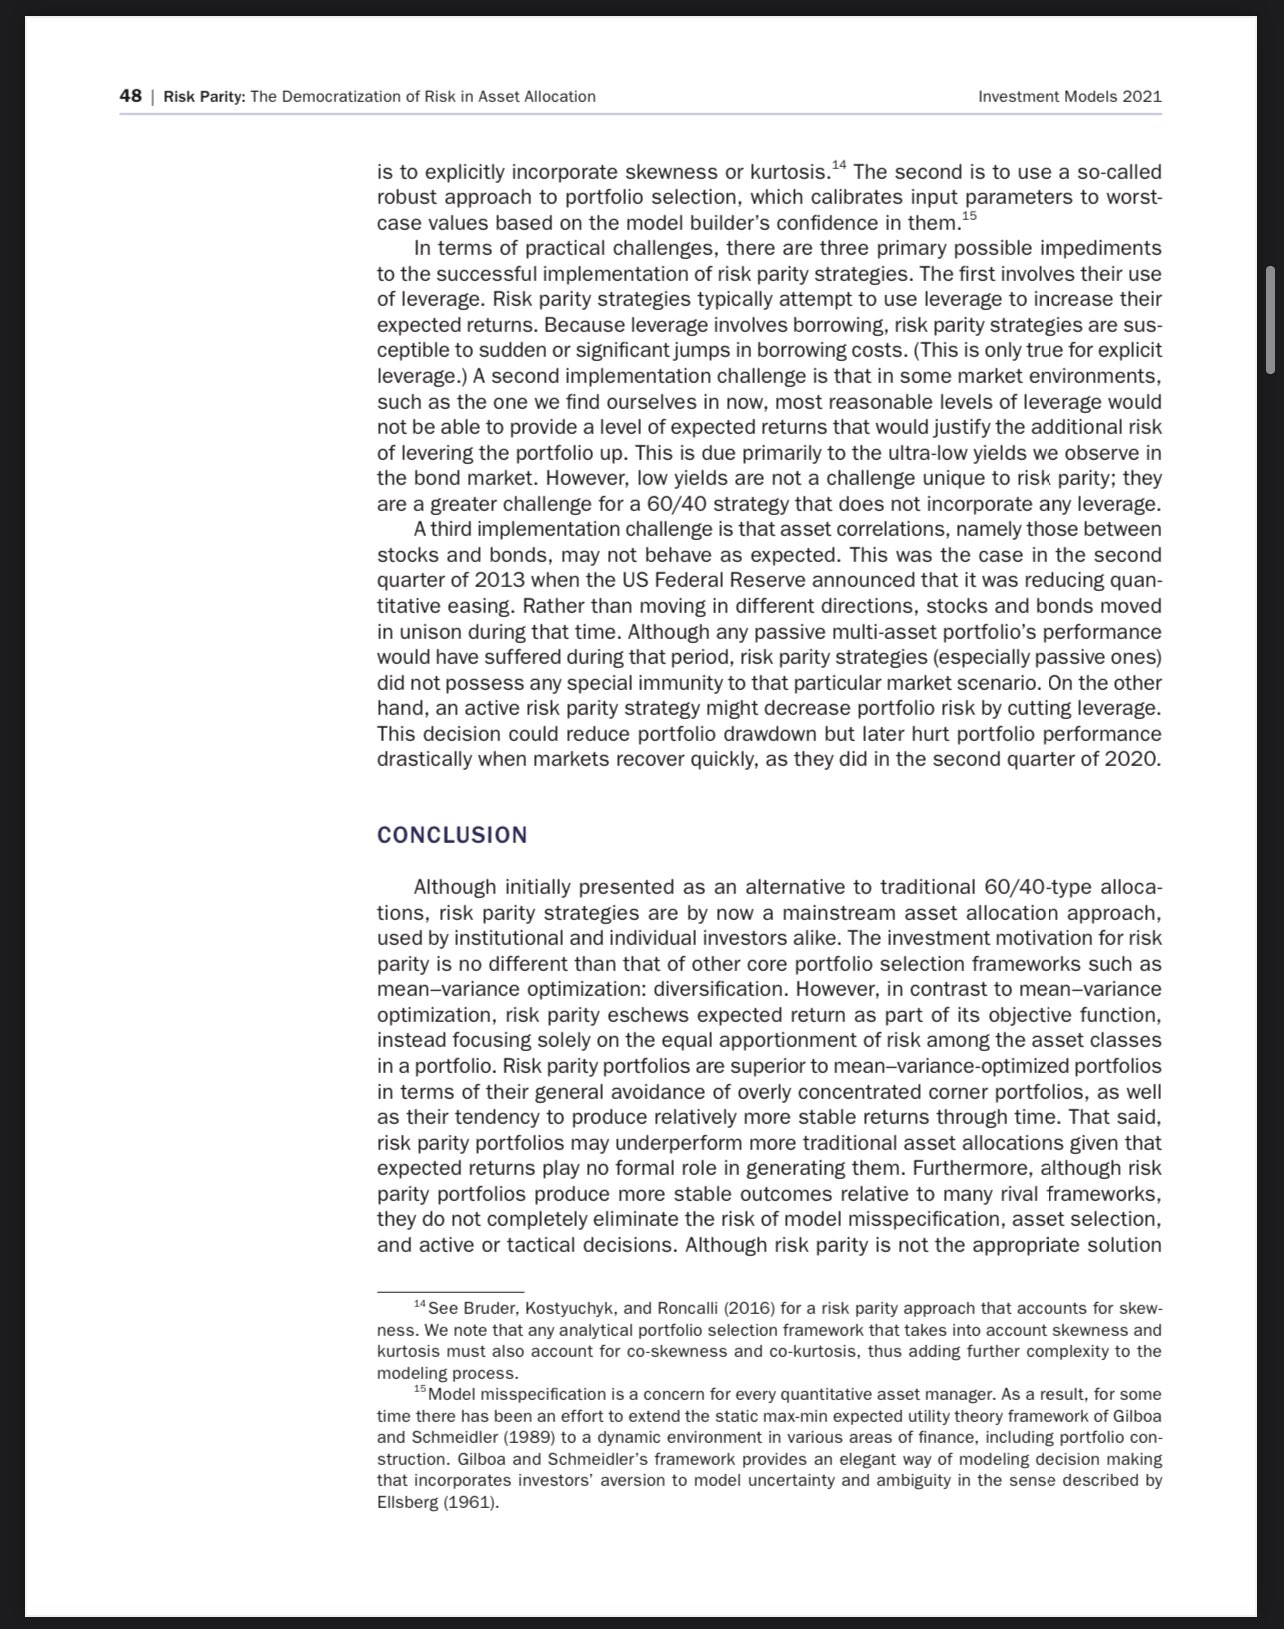 48 | Risk Parity: The Democratization of Risk in Asset Allocation Investment Models 2021
is to explicitly incorporate skewness or kurtosis.14 The second is to use a so-called
robust approach to portfolio selection, which calibrates input parameters to worst-
case values based on the model builder’s confidence in them.15
In terms of practical challenges, there are three primary possible impediments
to the successful implementation of risk parity strategies. The first involves their use
of leverage. Risk parity strategies typically attempt to use leverage to increase their
expected returns. Because leverage involves borrowing, risk parity strategies are sus-
ceptible to sudden or significant jumps in borrowing costs. (This is only true for explicit
leverage.) A second implementation challenge is that in some market environments,
such as the one we find ourselves in now, most reasonable levels of leverage would
not be able to provide a level of expected returns that would justify the additional risk
of levering the portfolio up. This is due primarily to the ultra-low yields we observe in
the bond market. However, low yields are not a challenge unique to risk parity; they
are a greater challenge for a 60/40 strategy that does not incorporate any leverage.
A third implementation challenge is that asset correlations, namely those between
stocks and bonds, may not behave as expected. This was the case in the second
quarter of 2013 when the US Federal Reserve announced that it was reducing quan-
titative easing. Rather than moving in different directions, stocks and bonds moved
in unison during that time. Although any passive multi-asset portfolio’s performance
would have suffered during that period, risk parity strategies (especially passive ones)
did not possess any special immunity to that particular market scenario. On the other
hand, an active risk parity strategy might decrease portfolio risk by cutting leverage.
This decision could reduce portfolio drawdown but later hurt portfolio performance
drastically when markets recover quickly, as they did in the second quarter of 2020.
CONCLUSION
Although initially presented as an alternative to traditional 60/40-type alloca-
tions, risk parity strategies are by now a mainstream asset allocation approach,
used by institutional and individual investors alike. The investment motivation for risk
parity is no different than that of other core portfolio selection frameworks such as
mean–variance optimization: diversification. However, in contrast to mean–variance
optimization, risk parity eschews expected return as part of its objective function,
instead focusing solely on the equal apportionment of risk among the asset classes
in a portfolio. Risk parity portfolios are superior to mean–variance-optimized portfolios
in terms of their general avoidance of overly concentrated corner portfolios, as well
as their tendency to produce relatively more stable returns through time. That said,
risk parity portfolios may underperform more traditional asset allocations given that
expected returns play no formal role in generating them. Furthermore, although risk
parity portfolios produce more stable outcomes relative to many rival frameworks,
they do not completely eliminate the risk of model misspecification, asset selection,
and active or tactical decisions. Although risk parity is not the appropriate solution
14 See Bruder, Kostyuchyk, and Roncalli (2016) for a risk parity approach that accounts for skew-
ness. We note that any analytical portfolio selection framework that takes into account skewness and
kurtosis must also account for co-skewness and co-kurtosis, thus adding further complexity to the
modeling process.
15 Model misspecification is a concern for every quantitative asset manager. As a result, for some
time there has been an effort to extend the static max-min expected utility theory framework of Gilboa
and Schmeidler (1989) to a dynamic environment in various areas of finance, including portfolio con-
struction. Gilboa and Schmeidler’s framework provides an elegant way of modeling decision making
that incorporates investors’ aversion to model uncertainty and ambiguity in the sense described by
Ellsberg (1961).